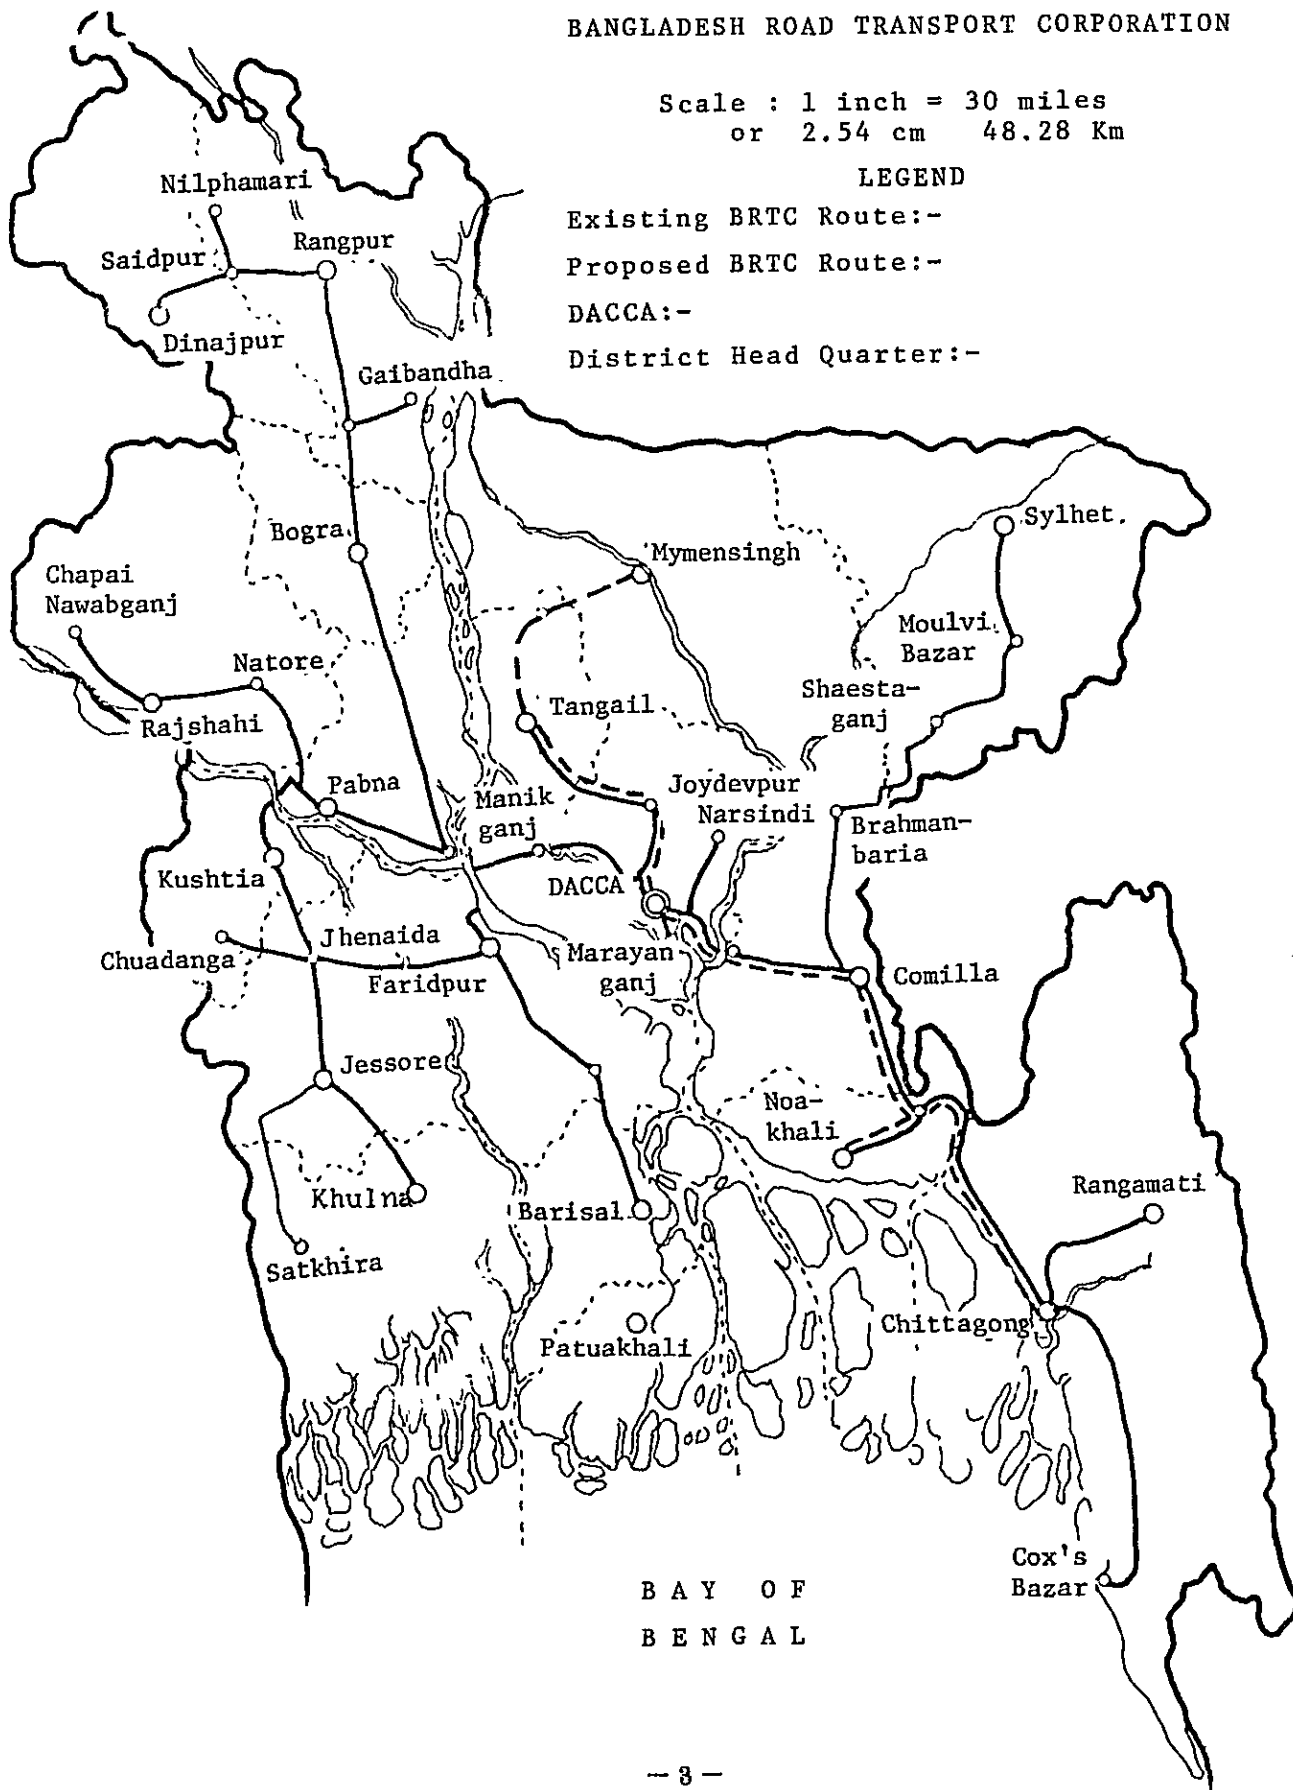 BANGLADESH ROAD TRANSPORT CORPORATION
Scale : 1 inch = 30 miles
or 2.54 cm 48.28 Km
LEGEND
Existing BRTC Route:-
Proposed BRTC Route:-
DACCA:-
District Head Quarter:-
Nilphamari
Saidpur
Rangpur
Dinajpur
Gaibandha
Bogra
Sylhet.
Mymensingh
Chapai
Nawabganj
Moulvi
Bazar
Natore
Shaesta-
ganj
Tangail
Rajshahi
Pabna
Manik
ganj
Joydevpur
Narsindi
Brahman-
baria
Kushtia
DACCA
Chuadanga
Jhenaida
Faridpur
Marayan
ganj
Comilla
Jessore
Noa-
khali
Khulna
Barisal
Rangamati
Satkhira
Patuakhali
Chittagong
Cox's
Bazar
BAY OF
BENGAL
— 3 —